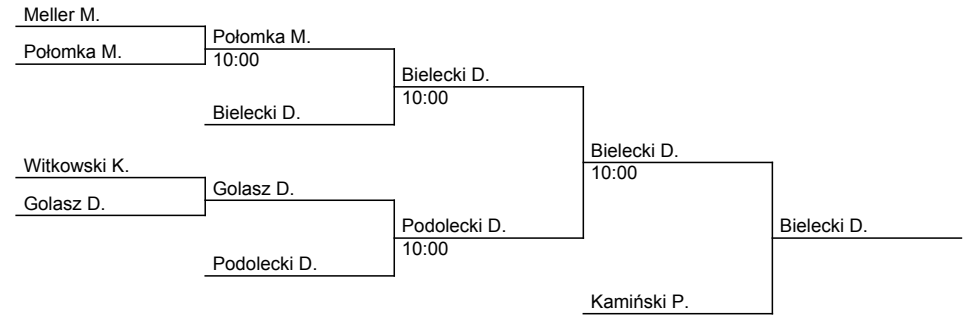 Meller M.
Połomka M.
Połomka M.
10:00
Bielecki D.
Bielecki D.
10:00
Witkowski K.
Golasz D.
Golasz D.
Podolecki D.
Podolecki D.
10:00
Bielecki D.
10:00
Kamiński P.
Bielecki D.